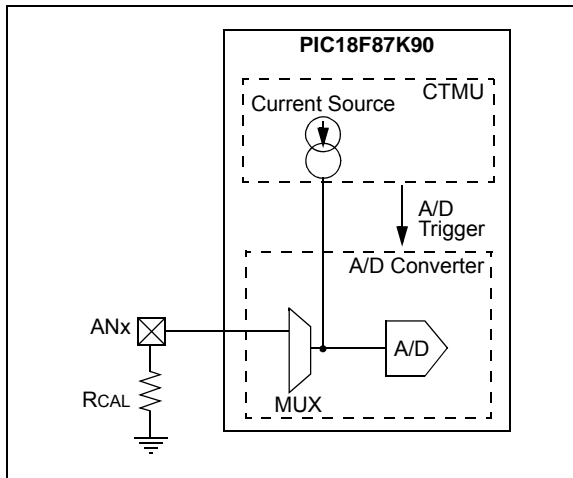 PIC18F87K90
CTMU
Current Source
A/D
Trigger
A/D Converter
ANx
A/D
RCAL
MUX